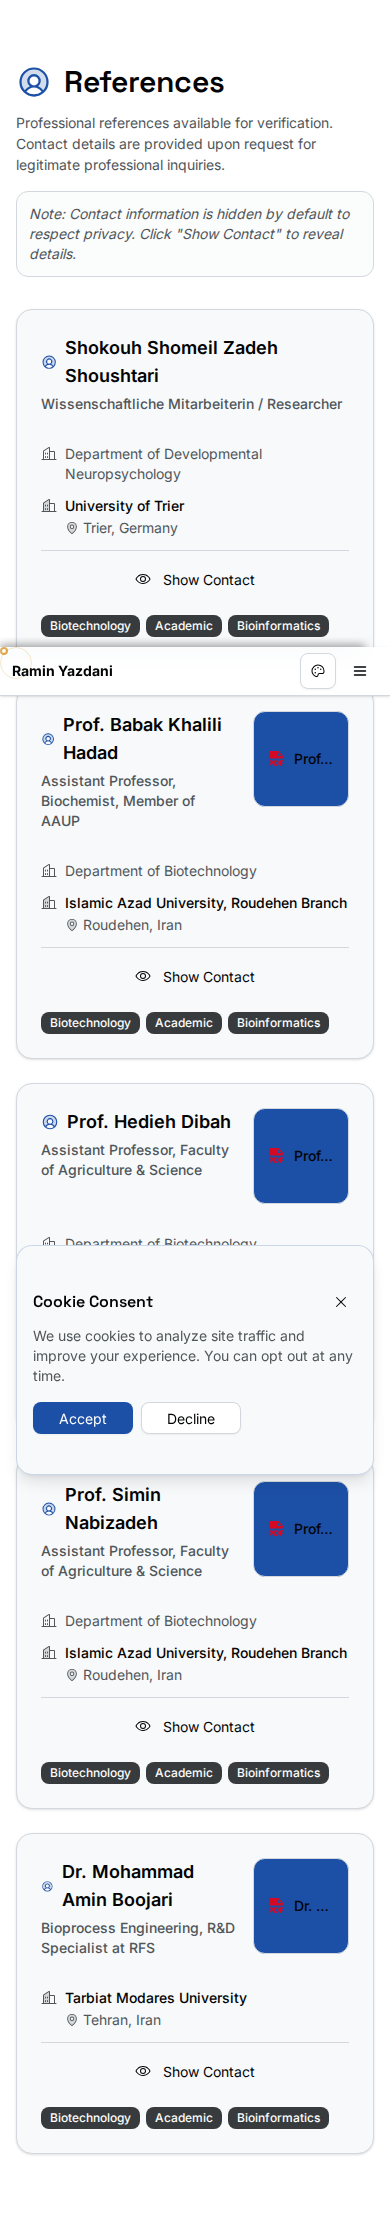 References
Professional references available for verification.
Contact details are provided upon request for
legitimate professional inquiries.
Note: Contact information is hidden by default to
respect privacy. Click "Show Contact" to reveal
details.
Shokouh Shomeil Zadeh
Shoushtari
Wissenschaftliche Mitarbeiterin / Researcher
Department of Developmental
Neuropsychology
University of Trier
Trier, Germany
Show Contact
Biotechnology Academic Bioinformatics
Ramin Yazdani
Prof. Babak Khalili
Hadad
Prof...
Assistant Professor,
Biochemist, Member of
AAUP
Department of Biotechnology
Islamic Azad University, Roudehen Branch
Roudehen, Iran
Show Contact
Biotechnology Academic Bioinformatics
Prof. Hedieh Dibah
Prof...
Assistant Professor, Faculty
of Agriculture & Science
Department of Biotechnology
Cookie Consent
We use cookies to analyze site traffic and
improve your experience. You can opt out at any
time.
Accept Decline
Prof. Simin
Nabizadeh
Prof...
Assistant Professor, Faculty
of Agriculture & Science
Department of Biotechnology
Islamic Azad University, Roudehen Branch
Roudehen, Iran
Show Contact
Biotechnology Academic Bioinformatics
Dr. Mohammad
Amin Boojari
Dr. ...
Bioprocess Engineering, R&D
Specialist at RFS
Tarbiat Modares University
Tehran, Iran
Show Contact
Biotechnology Academic Bioinformatics